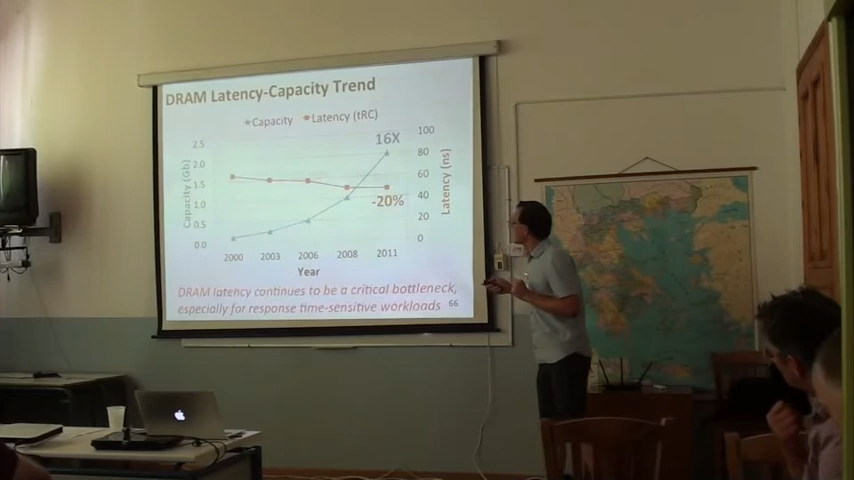 DRAM Latency-Capacity Trend
Capacity Latency (tRC)
16X
2.5
2.0
1.5
1.0
0.5
0.0
Capacity (Gb)
100
80
60
40
20
0
Latency (ns)
-20%
2000 2003 2006 2008 2011
Year
DRAM latency continues to be a critical bottleneck,
especially for response time-sensitive workloads.
66